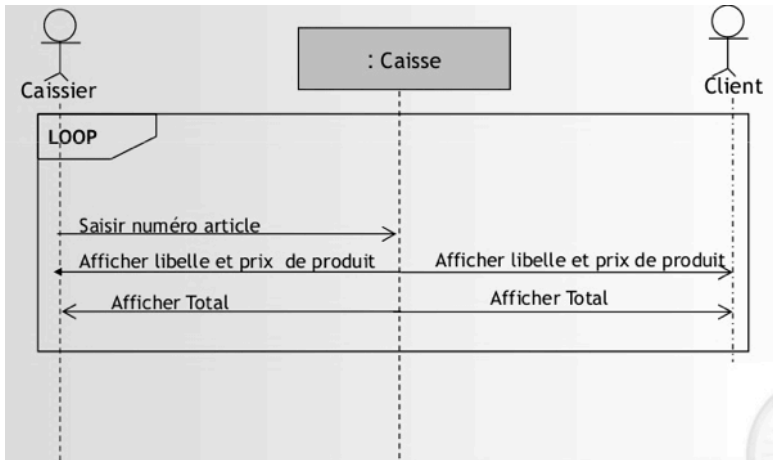 Caissier
: Caisse
Client
LOOP
Saisir numéro article
Afficher libelle et prix de produit
Afficher libelle et prix de produit
Afficher Total
Afficher Total